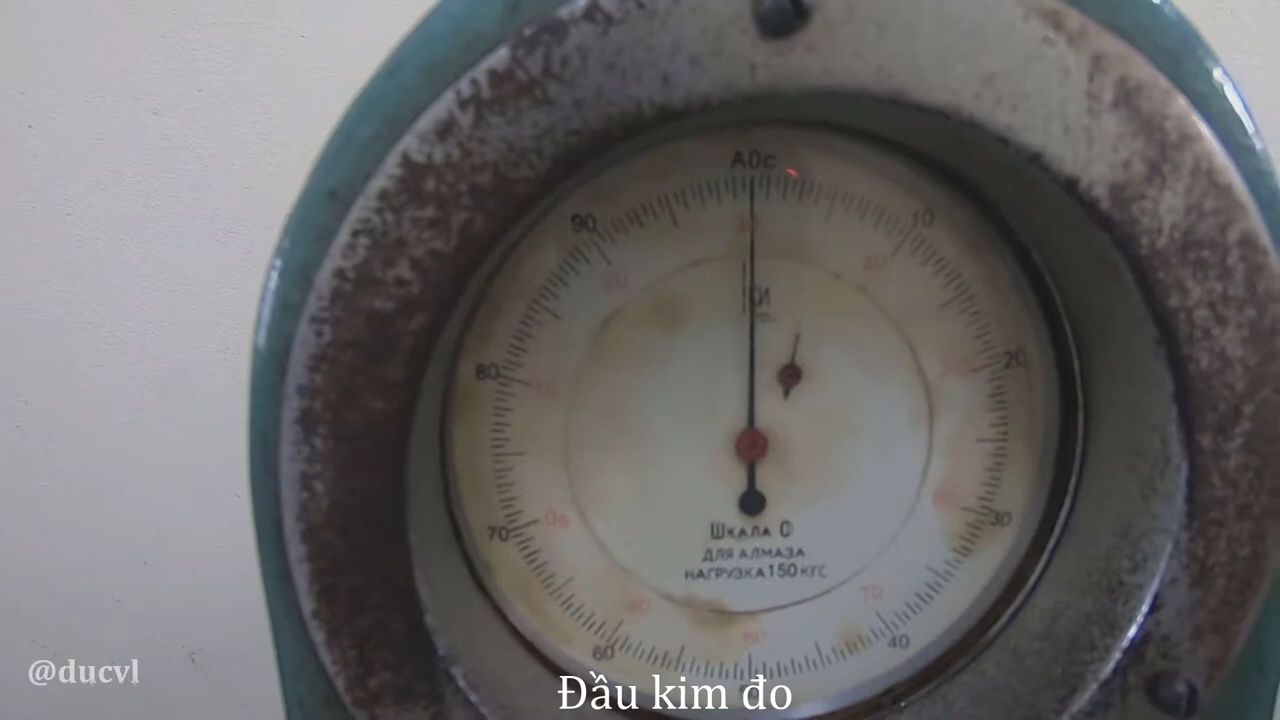 A0c
10
90
20
80
30
70
Шкала С
ДЛЯ АЛМАЗА
НАГРУЗКА 150 КГС
70
40
60
@ducvl
Đầu kim đo